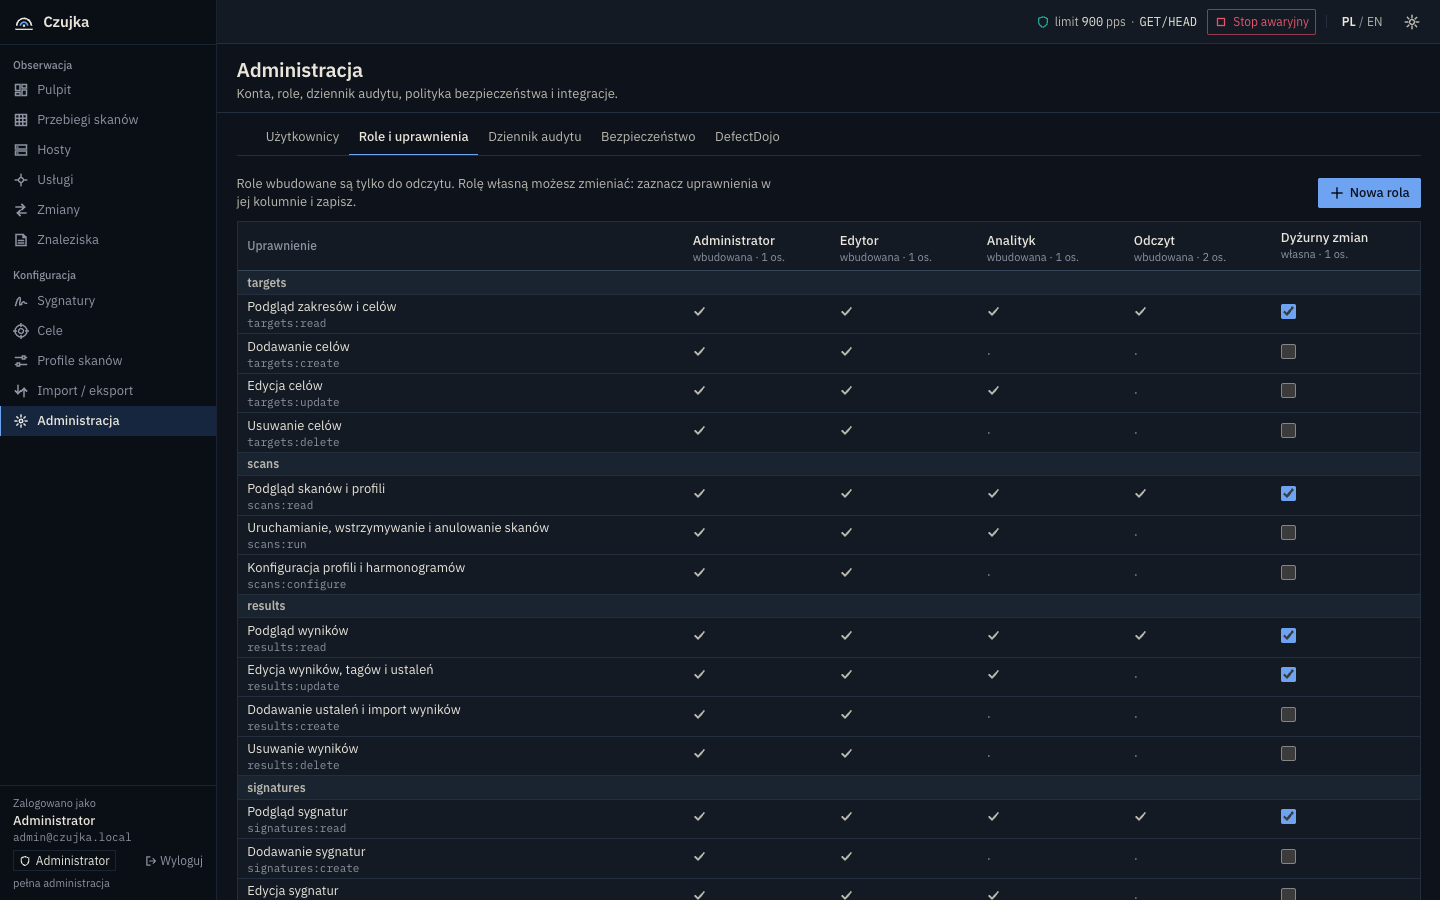 Czujka
limit 900 pps · GET/HEAD
Stop awaryjny
PL / EN
Obserwacja
Pulpit
Przebiegi skanów
Hosty
Usługi
Zmiany
Znaleziska
Konfiguracja
Sygnatury
Cele
Profile skanów
Import / eksport
Administracja
Zalogowano jako
Administrator
admin@czujka.local
Administrator
Wyloguj
pełna administracja
Administracja
Konta, role, dziennik audytu, polityka bezpieczeństwa i integracje.
Użytkownicy
Role i uprawnienia
Dziennik audytu
Bezpieczeństwo
DefectDojo
Role wbudowane są tylko do odczytu. Rolę własną możesz zmieniać: zaznacz uprawnienia w
jej kolumnie i zapisz.
Nowa rola
Uprawnienie
Administrator
wbudowana · 1 os.
Edytor
wbudowana · 1 os.
Analityk
wbudowana · 1 os.
Odczyt
wbudowana · 2 os.
Dyżurny zmian
własna · 1 os.
targets
Podgląd zakresów i celów
targets:read
Dodawanie celów
targets:create
Edycja celów
targets:update
Usuwanie celów
targets:delete
scans
Podgląd skanów i profili
scans:read
Uruchamianie, wstrzymywanie i anulowanie skanów
scans:run
Konfiguracja profili i harmonogramów
scans:configure
results
Podgląd wyników
results:read
Edycja wyników, tagów i ustaleń
results:update
Dodawanie ustaleń i import wyników
results:create
Usuwanie wyników
results:delete
signatures
Podgląd sygnatur
signatures:read
Dodawanie sygnatur
signatures:create
Edycja sygnatur